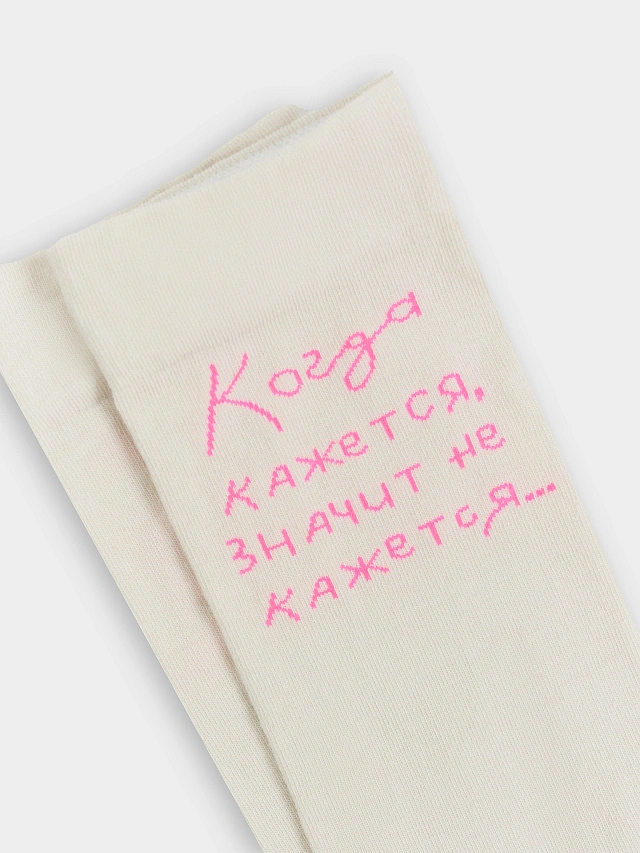 Когда
кажется,
значит не
кажется...